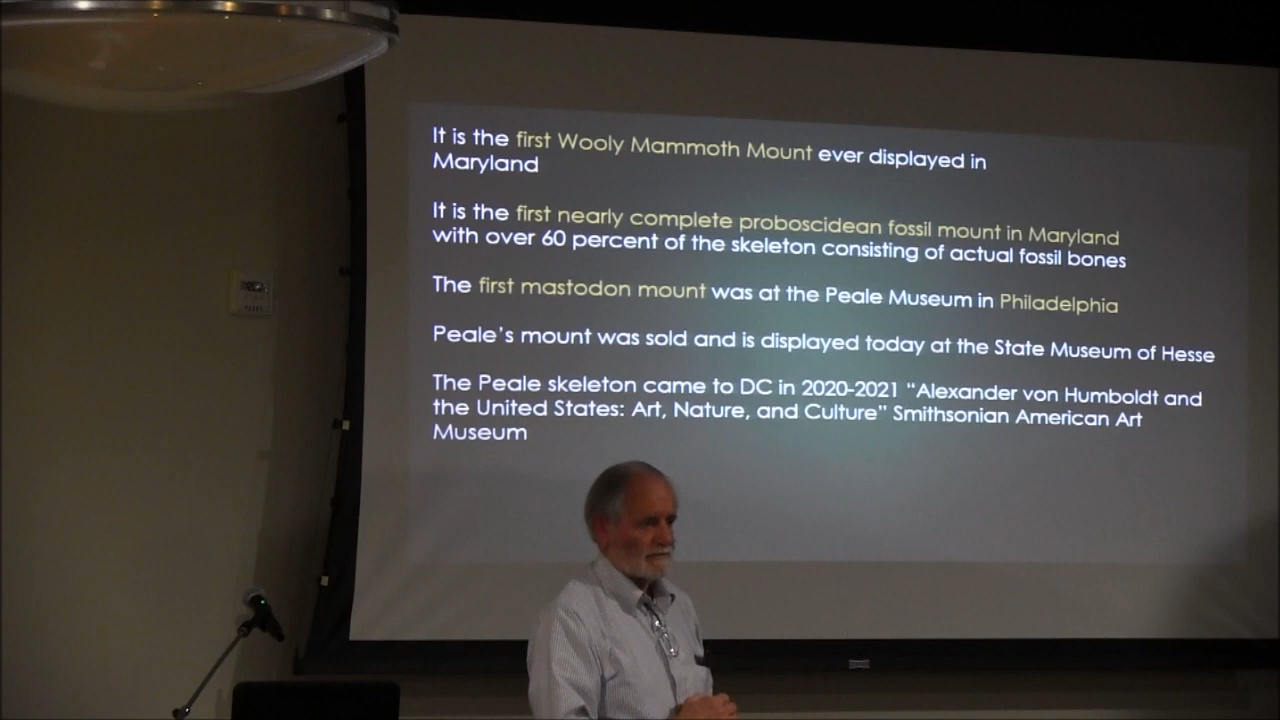 It is the first Wooly Mammoth Mount ever displayed in
Maryland
It is the first nearly complete proboscidean fossil mount in Maryland
with over 60 percent of the skeleton consisting of actual fossil bones
The first mastodon mount was at the Peale Museum in Philadelphia
Peale’s mount was sold and is displayed today at the State Museum of Hesse
The Peale skeleton came to DC in 2020-2021 “Alexander von Humboldt and
the United States: Art, Nature, and Culture” Smithsonian American Art
Museum